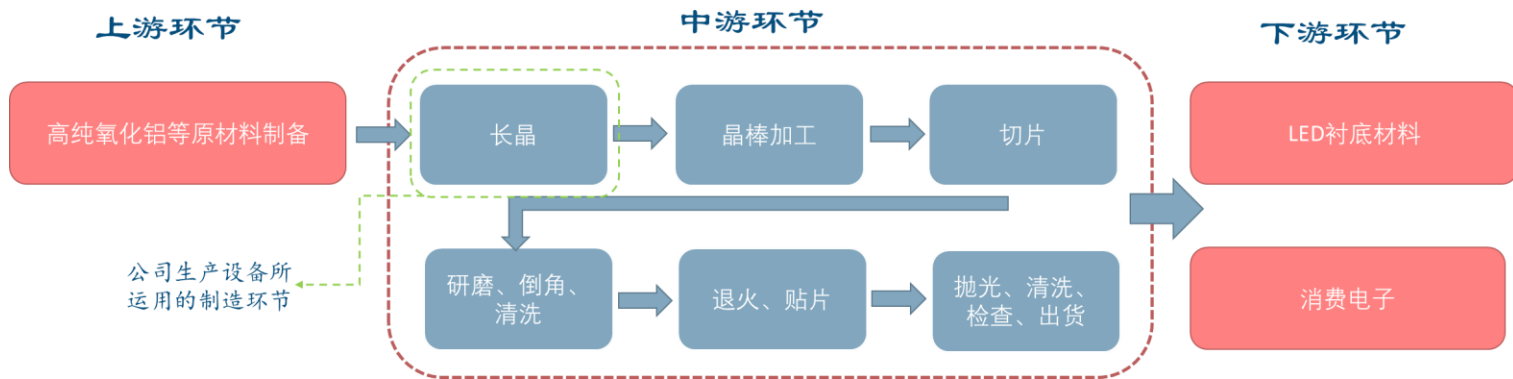 上游环节
中游环节
下游环节
高纯氧化铝等原材料制备
长晶
晶棒加工
切片
LED衬底材料
公司生产设备所
运用的制造环节
研磨、倒角、
清洗
退火、贴片
抛光、清洗、
检查、出货
消费电子